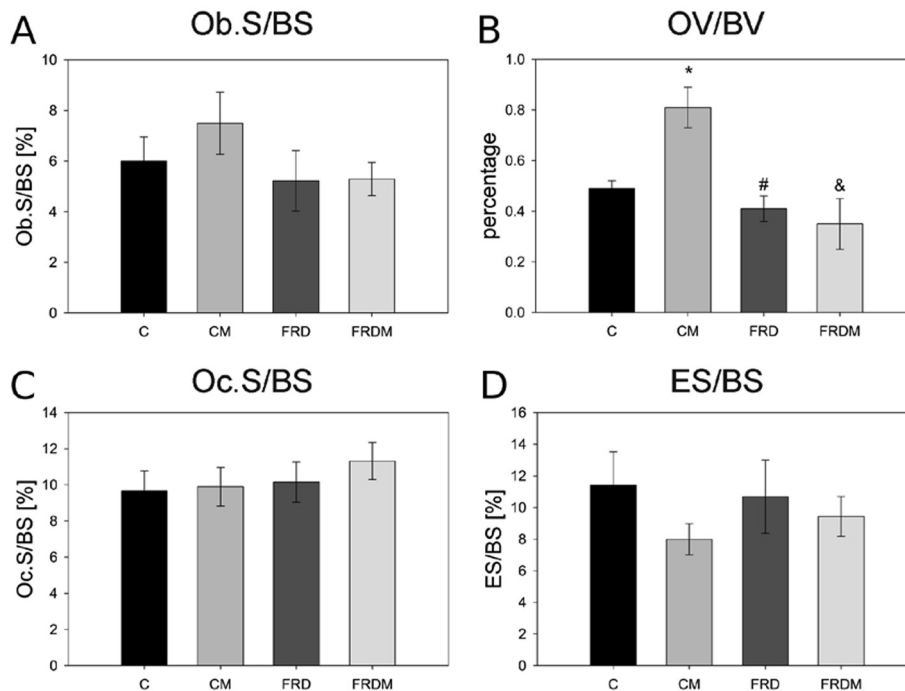 A
Ob.S/BS
Ob.S/BS [%]
10
8
6
4
2
0
C CM FRD FRDM
B
OV/BV
percentage
1.0
0.8
0.6
0.4
0.2
0.0
*
#
&
C CM FRD FRDM
C
Oc.S/BS
Oc.S/BS [%]
14
12
10
8
6
4
2
0
C CM FRD FRDM
D
ES/BS
ES/BS [%]
16
14
12
10
8
6
4
2
0
C CM FRD FRDM